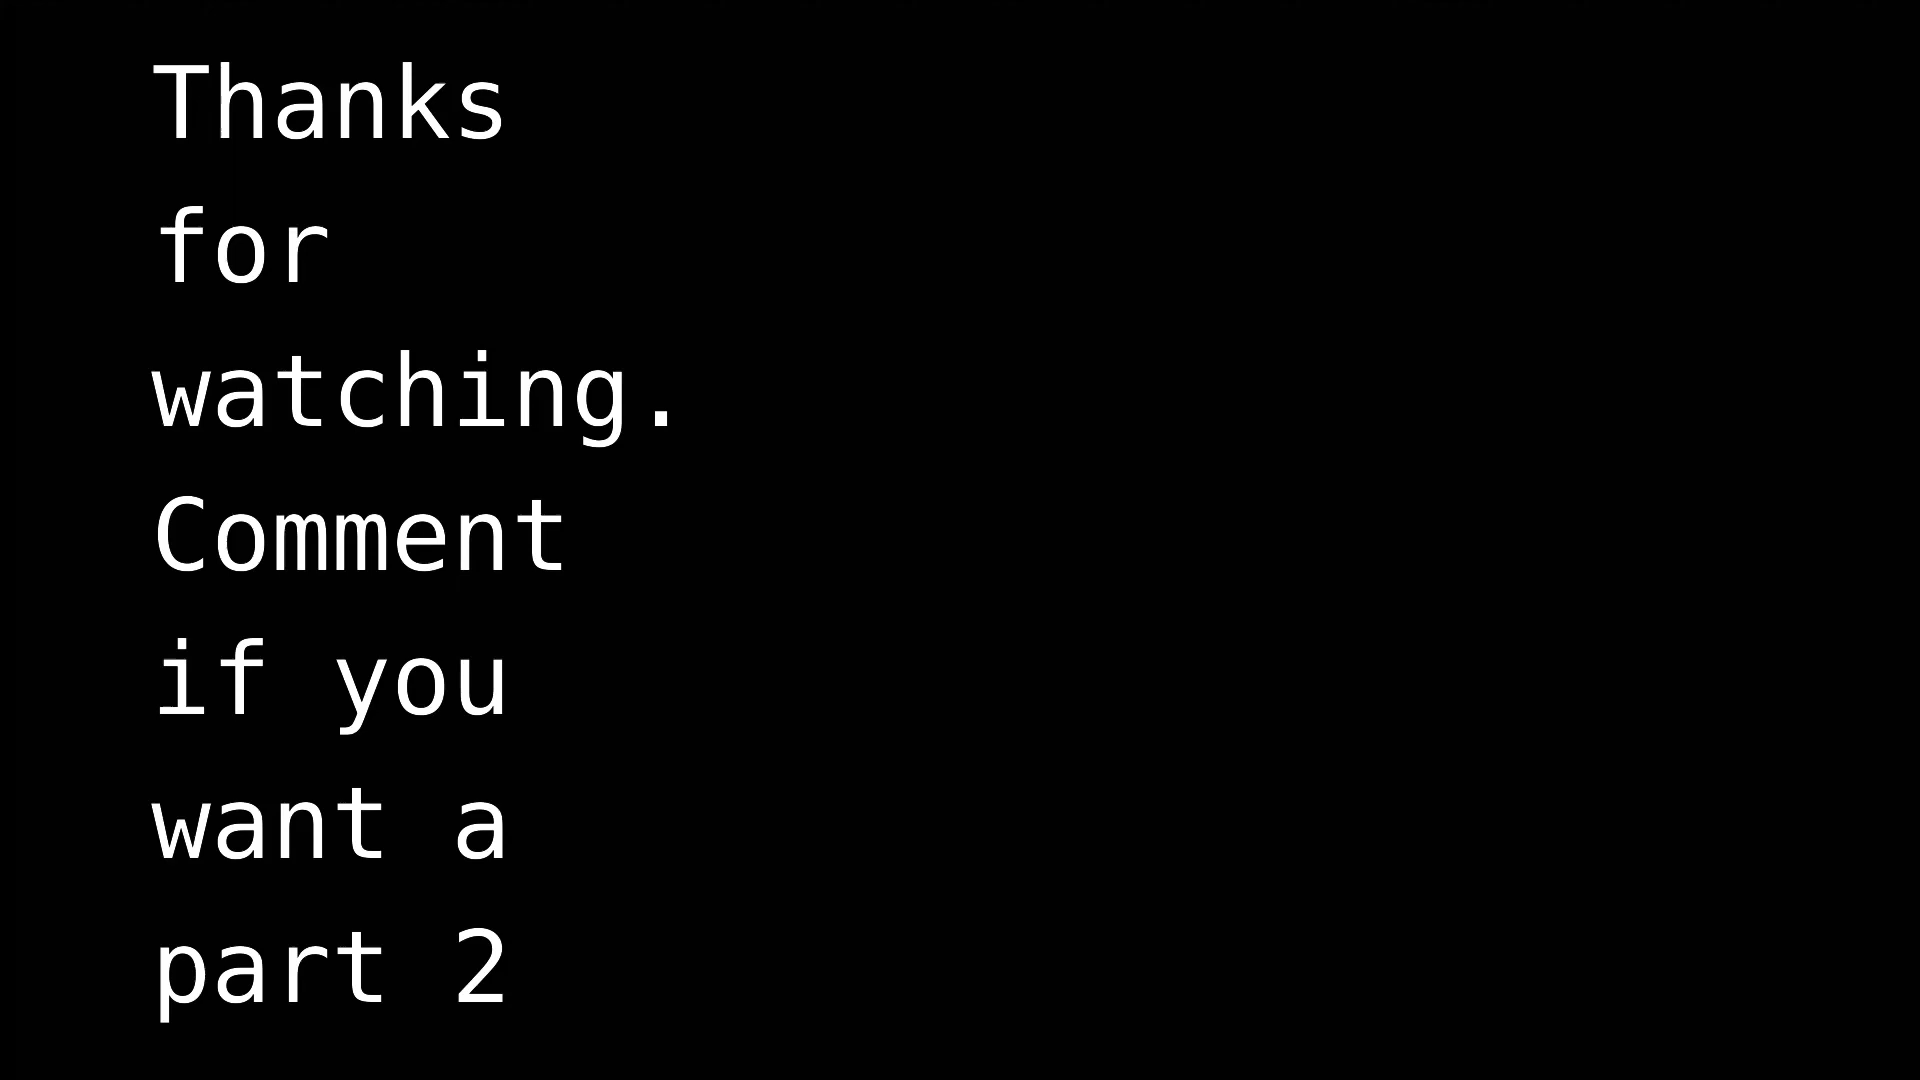 Thanks
for
watching.
Comment
if you
want a
part 2